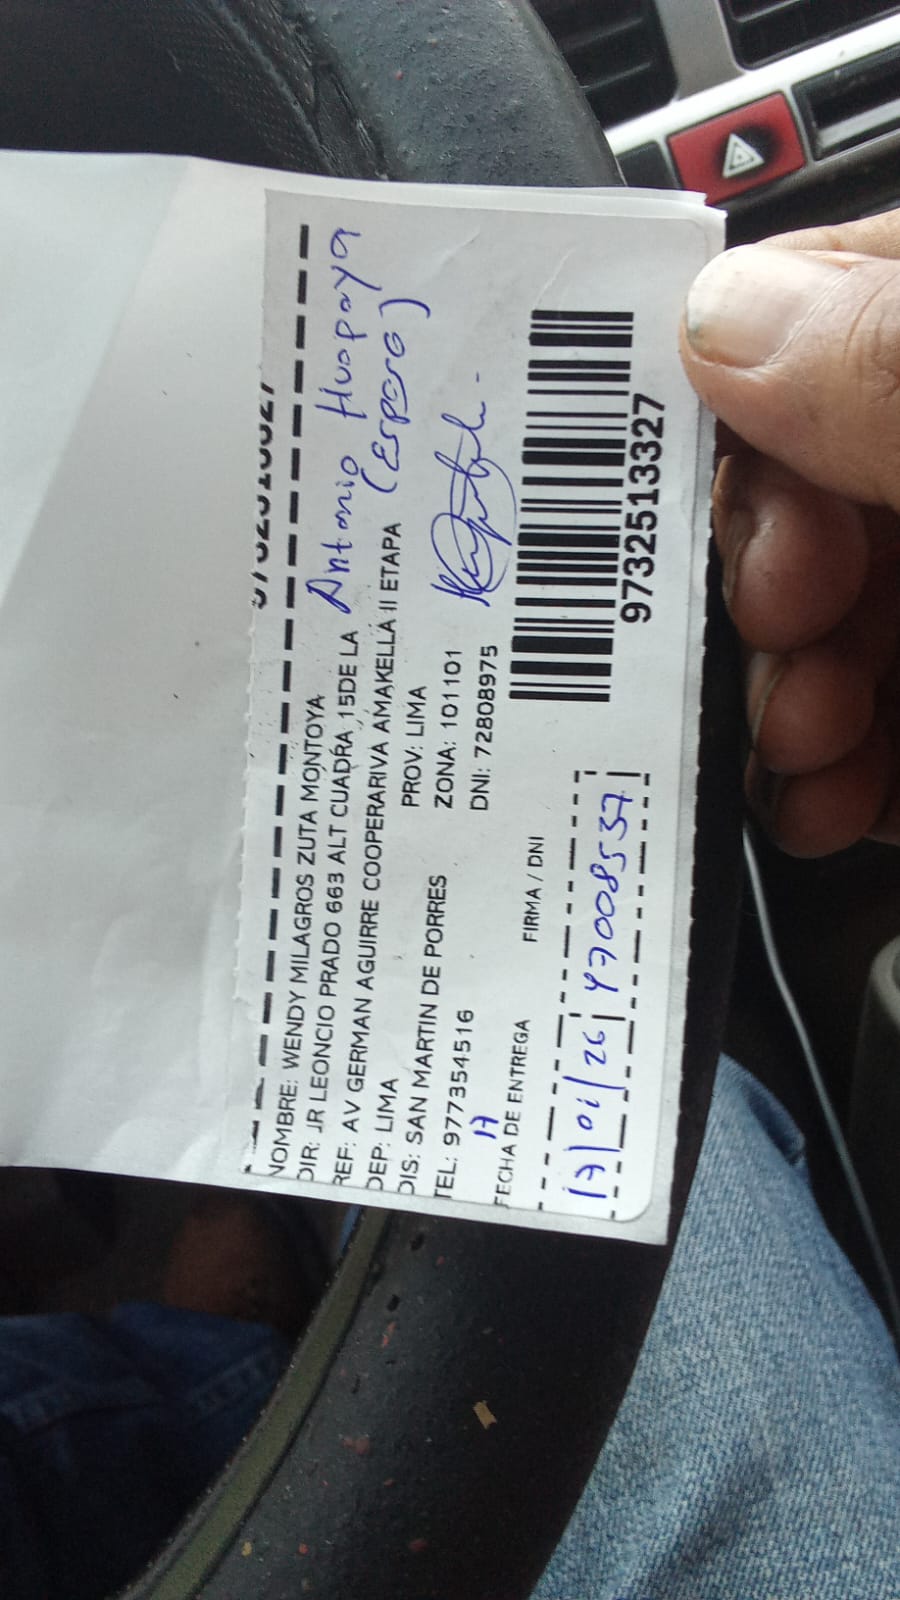 NOMBRE: WENDY MILAGROS ZUTA MONTOYA
DIR: JR LEONCIO PRADO 663 ALT CUADRA 15DE LA
REF: AV GERMAN AGUIRRE COOPERARIVA AMAKELLA II ETAPA
DEP: LIMA PROV: LIMA
DIS: SAN MARTIN DE PORRES ZONA: 101101
TEL: 977354516 DNI: 72808975
Antonio Huapaya
(Esposo)
17
FECHA DE ENTREGA FIRMA / DNI
17/01/26 47008537
9732513327